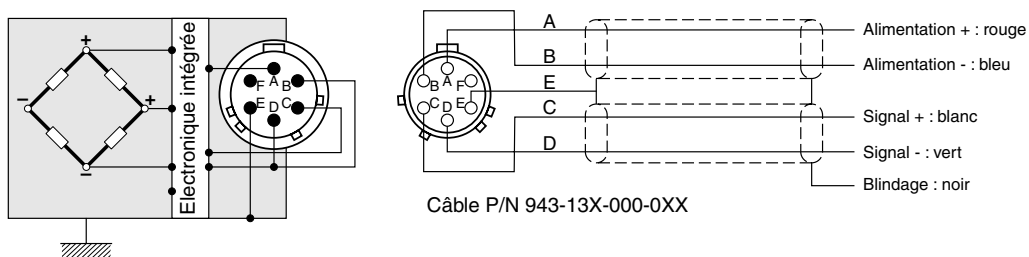 +
−
+
−
Electronique intégrée
F A B
E D C
B A F
C D E
A
B
E
C
D
Alimentation + : rouge
Alimentation - : bleu
Signal + : blanc
Signal - : vert
Blindage : noir
Câble P/N 943-13X-000-0XX